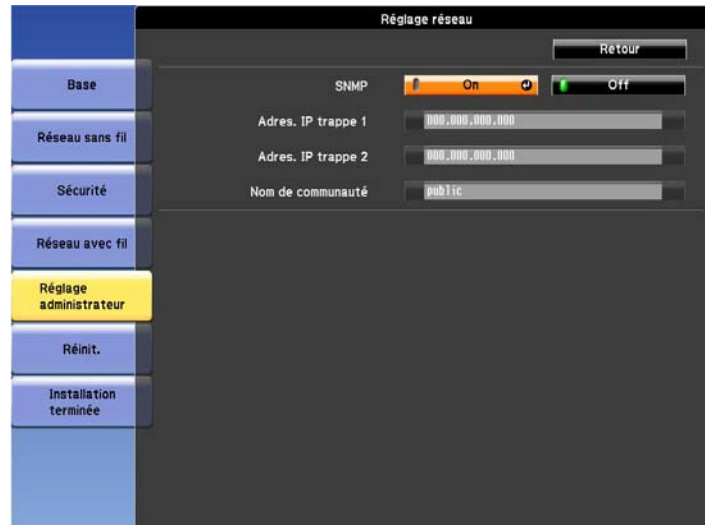 Réglage réseau
Retour
Base
Réseau sans fil
Sécurité
Réseau avec fil
Réglage
administrateur
Réinit.
Installation
terminée
SNMP On Off
Adres. IP trappe 1 000.000.000.000
Adres. IP trappe 2 000.000.000.000
Nom de communauté public